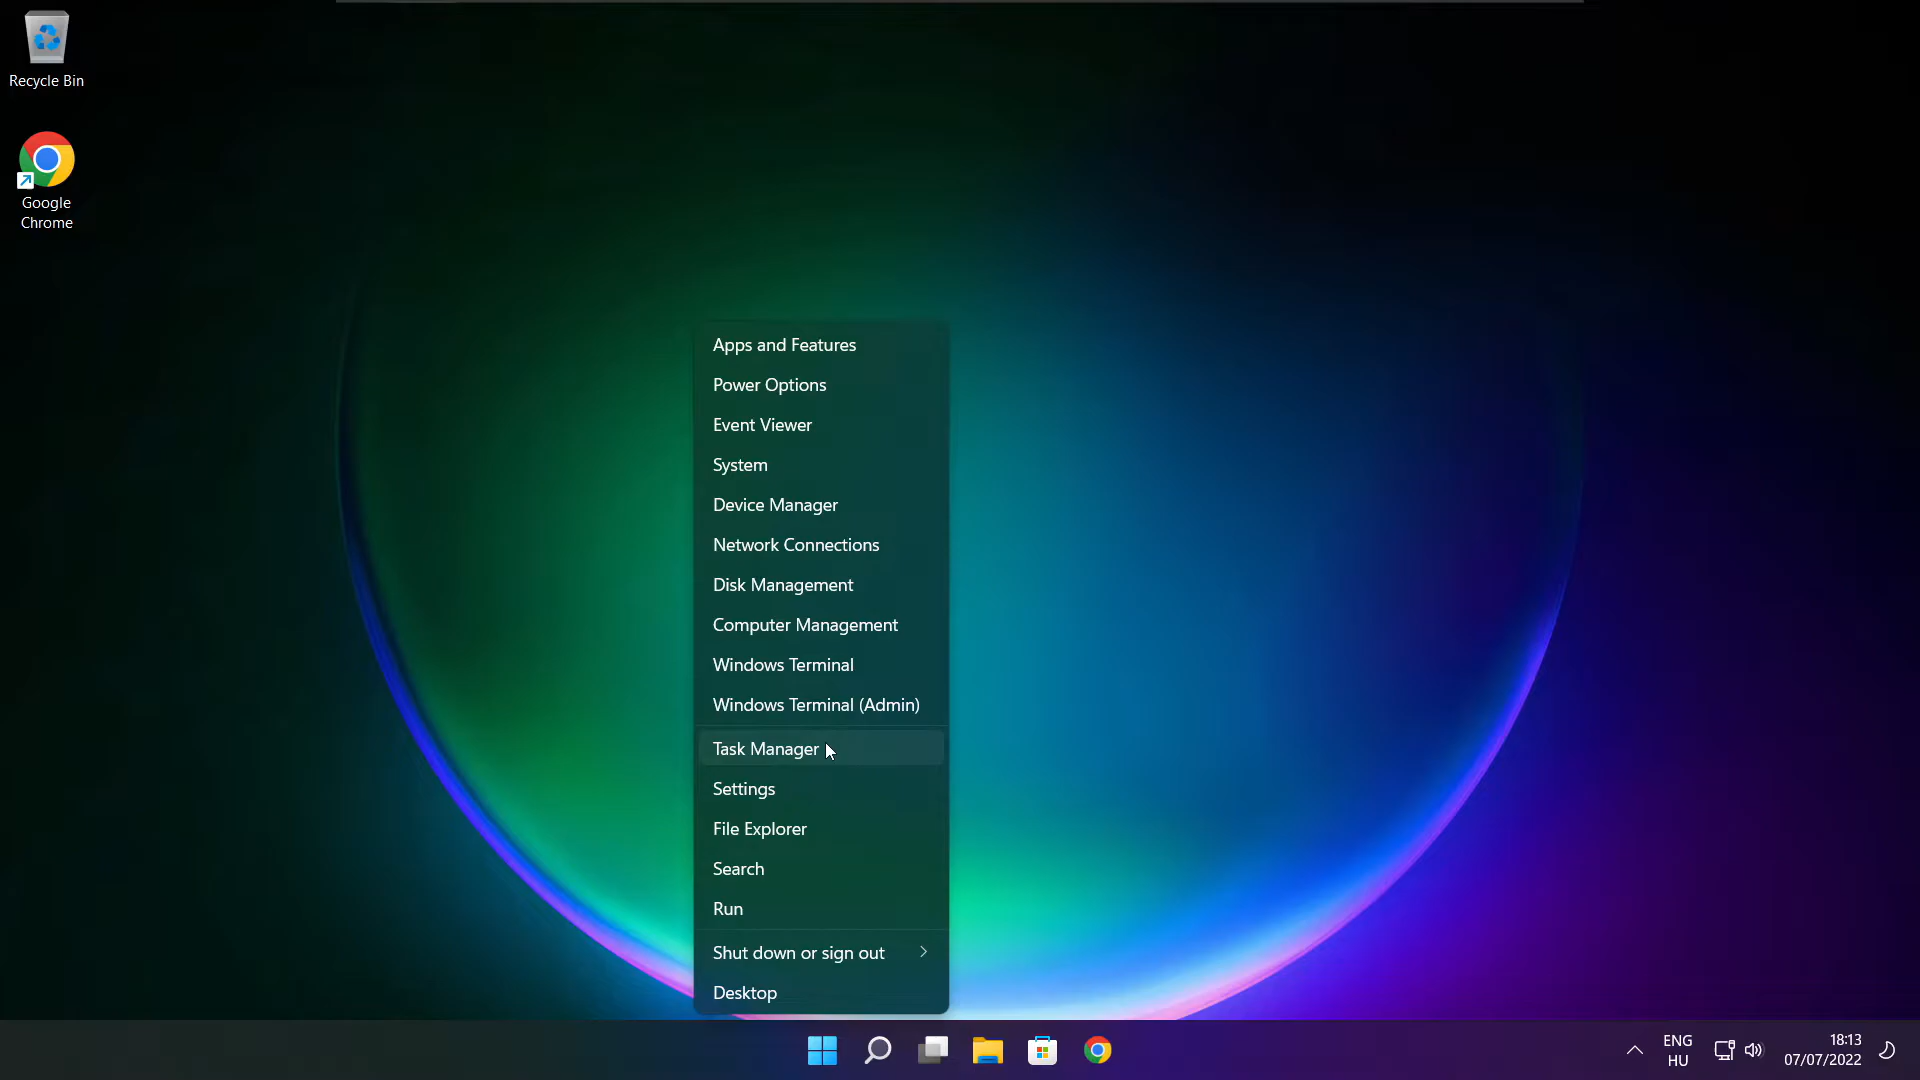 Recycle Bin
Google
Chrome
Apps and Features
Power Options
Event Viewer
System
Device Manager
Network Connections
Disk Management
Computer Management
Windows Terminal
Windows Terminal (Admin)
Task Manager
Settings
File Explorer
Search
Run
Shut down or sign out
Desktop
ENG
HU
18:13
07/07/2022